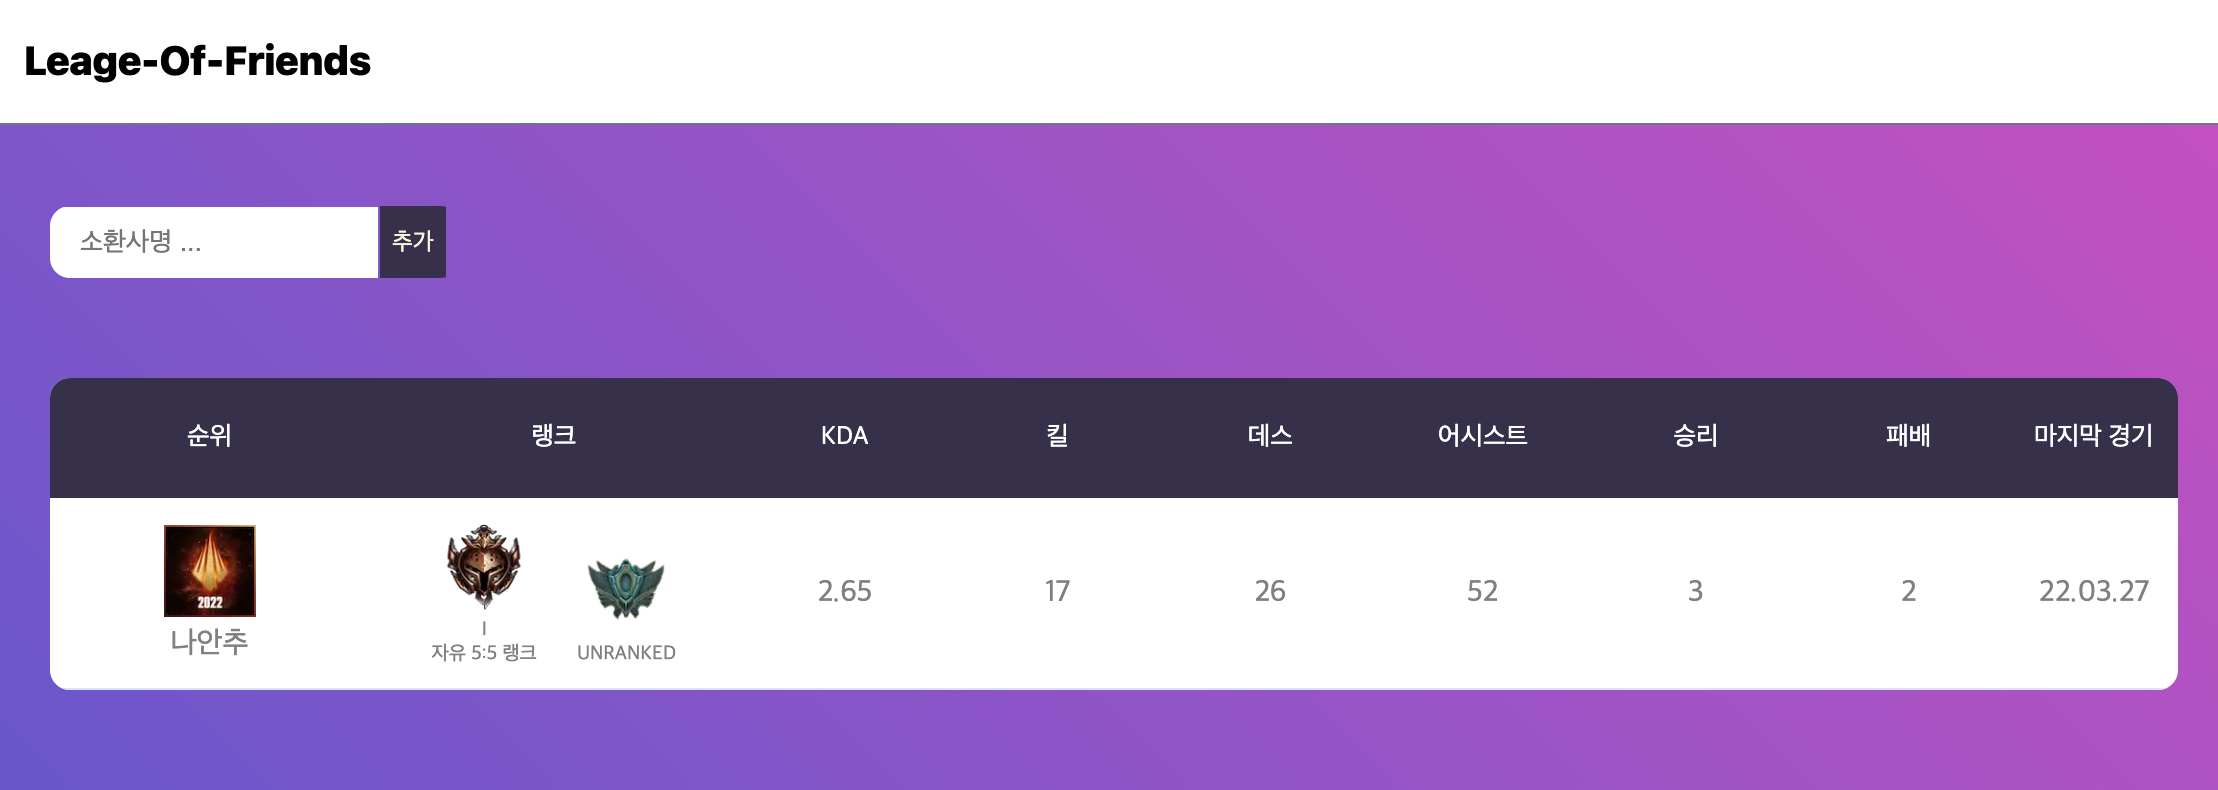 Leage-Of-Friends
소환사명 ...
추가
순위 랭크 KDA 킬 데스 어시스트 승리 패배 마지막 경기
2022
나안추
I
자유 5:5 랭크
UNRANKED
2.65 17 26 52 3 2 22.03.27